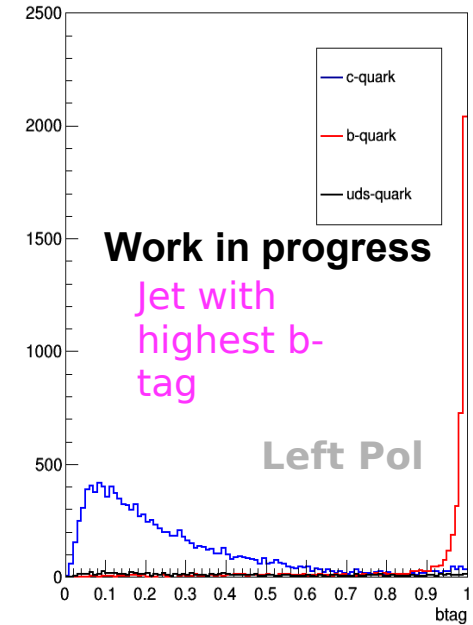 2500
c-quark
2000
b-quark
uds-quark
1500
Work in progress
Jet with
highest b-
tag
1000
Left Pol
500
0
0 0.1 0.2 0.3 0.4 0.5 0.6 0.7 0.8 0.9 1
btag